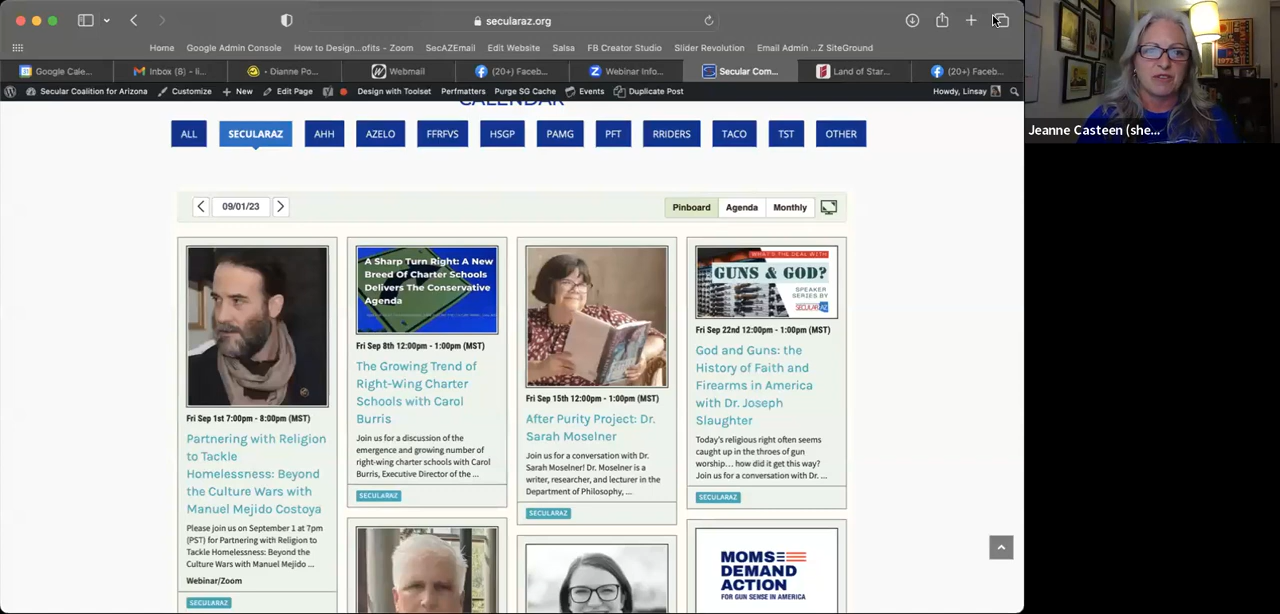 secularaz.org
Home
Google Admin Console
How to Design...ofits - Zoom
SecAZEmail
Edit Website
Salsa
FB Creator Studio
Slider Revolution
Email Admin ...Z SiteGround
Google Cale...
Inbox (8) - li...
- Dianne Po...
Webmail
(20+) Faceb...
Webinar Info...
Secular Com...
Land of Star...
(20+) Faceb...
Secular Coalition for Arizona
Customize
+ New
Edit Page
Design with Toolset
Perfmatters
Purge SG Cache
Events
Duplicate Post
Howdy, Linsay
Jeanne Casteen (she...
CALENDAR
ALL
SECULARAZ
AHH
AZELO
FFRFVS
HSGP
PAMG
PFT
RRIDERS
TACO
TST
OTHER
09/01/23
Pinboard
Agenda
Monthly
Fri Sep 1st 7:00pm - 8:00pm (MST)
Partnering with Religion
to Tackle
Homelessness: Beyond
the Culture Wars with
Manuel Mejido Costoya
Please join us on September 1 at 7pm
(PST) for Partnering with Religion to
Tackle Homelessness: Beyond the
Culture Wars with Manuel Mejido ...
Webinar/Zoom
SECULARAZ
A Sharp Turn Right: A New
Breed Of Charter Schools
Delivers The Conservative
Agenda
Fri Sep 8th 12:00pm - 1:00pm (MST)
The Growing Trend of
Right-Wing Charter
Schools with Carol
Burris
Join us for a discussion of the
emergence and growing number of
right-wing charter schools with Carol
Burris, Executive Director of the ...
SECULARAZ
Fri Sep 15th 12:00pm - 1:00pm (MST)
After Purity Project: Dr.
Sarah Moselner
Join us for a conversation with Dr.
Sarah Moselner! Dr. Moselner is a
writer, researcher, and lecturer in the
Department of Philosophy, ...
SECULARAZ
WHAT'S THE DEAL WITH
GUNS & GOD?
SPEAKER
SERIES BY
SECULAR AZ
Fri Sep 22nd 12:00pm - 1:00pm (MST)
God and Guns: the
History of Faith and
Firearms in America
with Dr. Joseph
Slaughter
Today's religious right often seems
caught up in the throes of gun
worship... how did it get this way?
Join us for a conversation with Dr. ...
SECULARAZ
MOMS
DEMAND
ACTION
FOR GUN SENSE IN AMERICA